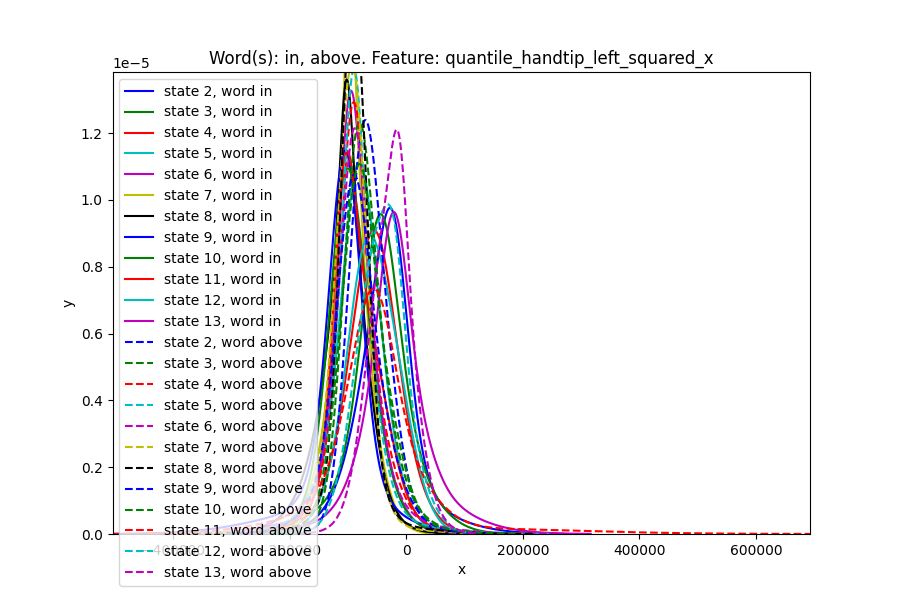 Word(s): in, above. Feature: quantile_handtip_left_squared_x
1e−5
1.2
1.0
0.8
0.6
0.4
0.2
0.0
y
state 2, word in
state 3, word in
state 4, word in
state 5, word in
state 6, word in
state 7, word in
state 8, word in
state 9, word in
state 10, word in
state 11, word in
state 12, word in
state 13, word in
state 2, word above
state 3, word above
state 4, word above
state 5, word above
state 6, word above
state 7, word above
state 8, word above
state 9, word above
state 10, word above
state 11, word above
state 12, word above
state 13, word above
−400000 −200000 0 200000 400000 600000
x